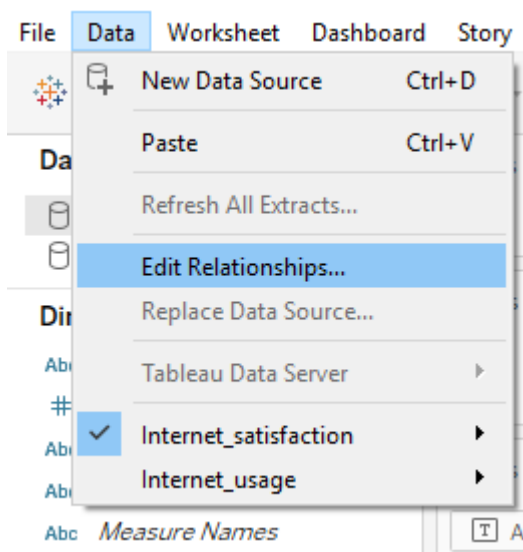 File Data Worksheet Dashboard Story
New Data Source Ctrl+D
Paste Ctrl+V
Refresh All Extracts...
Edit Relationships...
Replace Data Source...
Tableau Data Server
Internet_satisfaction
Internet_usage
Abc Measure Names